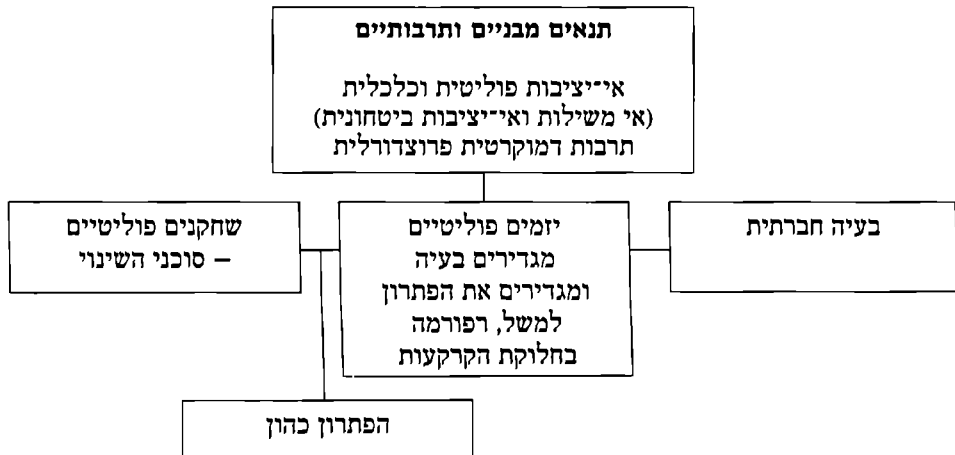 תנאים מבניים ותרבותיים
אי־יציבות פוליטית וכלכלית
(אי משילות ואי־יציבות ביטחונית)
תרבות דמוקרטית פרוצדורלית
בעיה חברתית
יזמים פוליטיים
מגדירים בעיה
ומגדירים את הפתרון
למשל, רפורמה
בחלוקת הקרקעות
שחקנים פוליטיים
– סוכני השינוי
הפתרון כהון